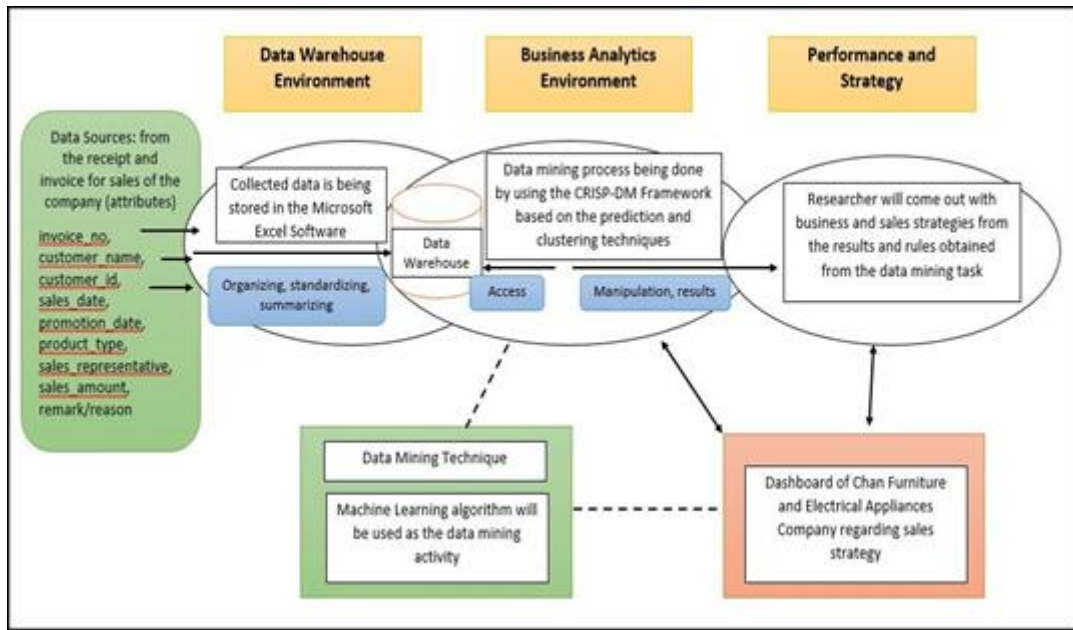 Data Warehouse
Environment
Business Analytics
Environment
Performance and
Strategy
Data Sources: from
the receipt and
invoice for sales of the
company (attributes)
invoice_no,
customer_name,
customer_id,
sales_date,
promotion_date,
product_type,
sales_representative,
sales_amount,
remark/reason
Collected data is being
stored in the Microsoft
Excel Software
Organizing, standardizing,
summarizing
Data
Warehouse
Data mining process being done
by using the CRISP-DM Framework
based on the prediction and
clustering techniques
Access
Manipulation, results
Researcher will come out with
business and sales strategies from
the results and rules obtained
from the data mining task
Data Mining Technique
Machine Learning algorithm will
be used as the data mining
activity
Dashboard of Chan Furniture
and Electrical Appliances
Company regarding sales
strategy